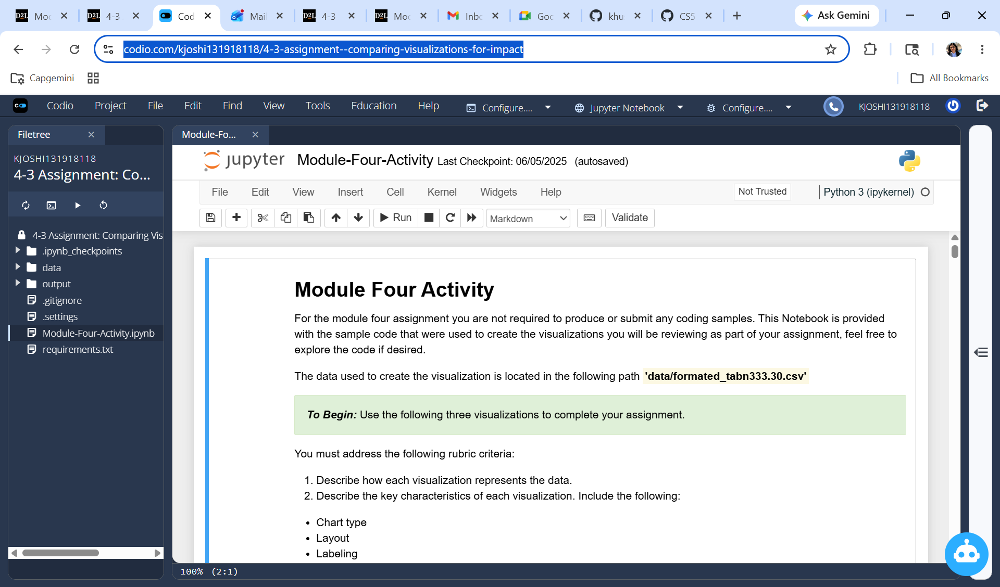 D2L Moc
D2L 4-3
Cod
Mail
D2L 4-3
D2L Moc
Inbc
Goc
khu
CS5
Ask Gemini
codio.com/kjoshi131918118/4-3-assignment--comparing-visualizations-for-impact
Capgemini
All Bookmarks
Codio Project File Edit Find View Tools Education Help Configure.... Jupyter Notebook Configure.... KJOSHI131918118
Filetree
KJOSHI131918118
4-3 Assignment: Co...
4-3 Assignment: Comparing Vis
.ipynb_checkpoints
data
output
.gitignore
.settings
Module-Four-Activity.ipynb
requirements.txt
Module-Fo...
jupyter Module-Four-Activity Last Checkpoint: 06/05/2025 (autosaved)
File Edit View Insert Cell Kernel Widgets Help Not Trusted Python 3 (ipykernel)
Run Markdown Validate
Module Four Activity
For the module four assignment you are not required to produce or submit any coding samples. This Notebook is provided
with the sample code that were used to create the visualizations you will be reviewing as part of your assignment, feel free to
explore the code if desired.
The data used to create the visualization is located in the following path 'data/formated_tabn333.30.csv'
To Begin: Use the following three visualizations to complete your assignment.
You must address the following rubric criteria:
1. Describe how each visualization represents the data.
2. Describe the key characteristics of each visualization. Include the following:
• Chart type
• Layout
• Labeling
100% (2:1)